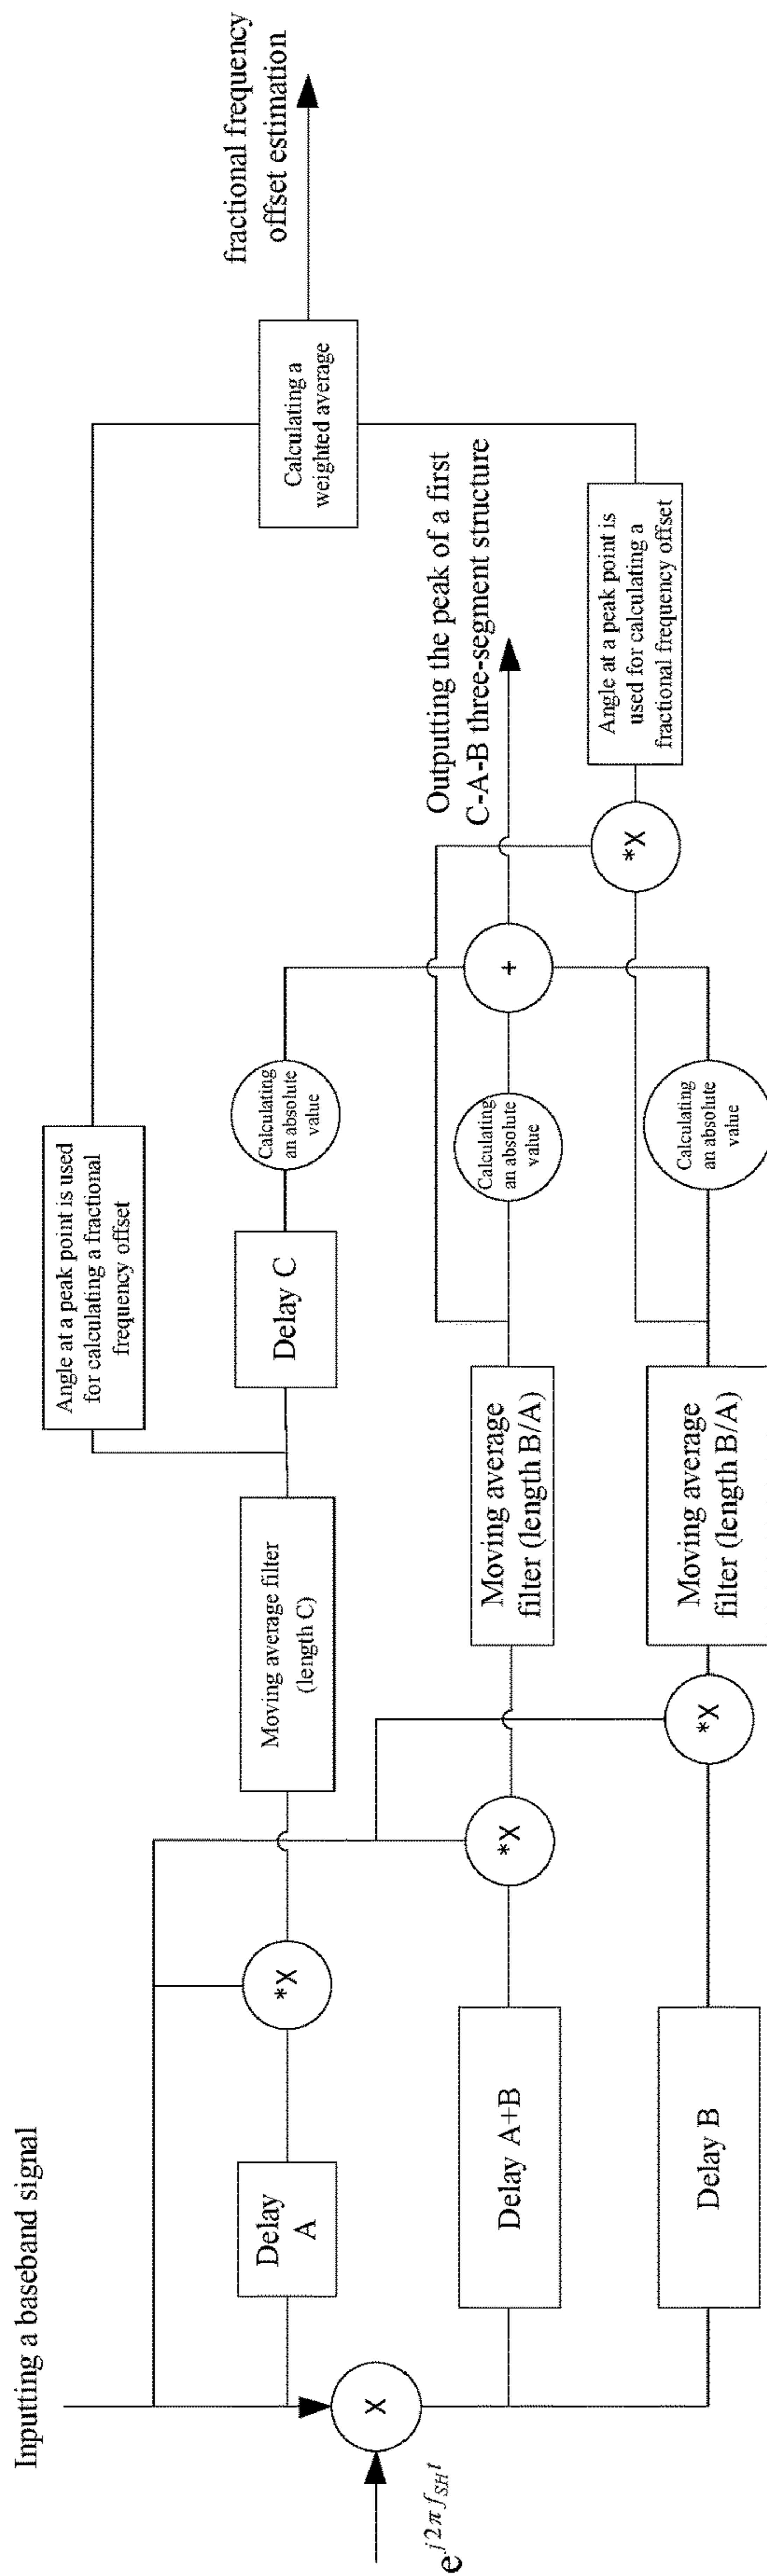 Inputting a baseband signal
e^{j2πf_{SH}t}
X
Delay
A
*X
Moving average filter
(length C)
Angle at a peak point is used
for calculating a fractional
frequency offset
Delay C
Calculating
an absolute
value
Delay A+B
*X
Moving average
filter (length B/A)
Calculating
an absolute
value
+
Outputting the peak of a first
C-A-B three-segment structure
Delay B
*X
Moving average
filter (length B/A)
Calculating
an absolute
value
*X
Angle at a peak point is
used for calculating a
fractional frequency offset
Calculating a
weighted average
fractional frequency
offset estimation